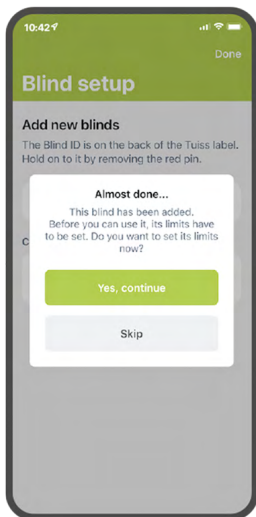 10:42
Done
Blind setup
Add new blinds
The Blind ID is on the back of the Tuiss label.
Hold on to it by removing the red pin.
Almost done...
This blind has been added.
Before you can use it, its limits have
to be set. Do you want to set its limits
now?
C
Yes, continue
Skip